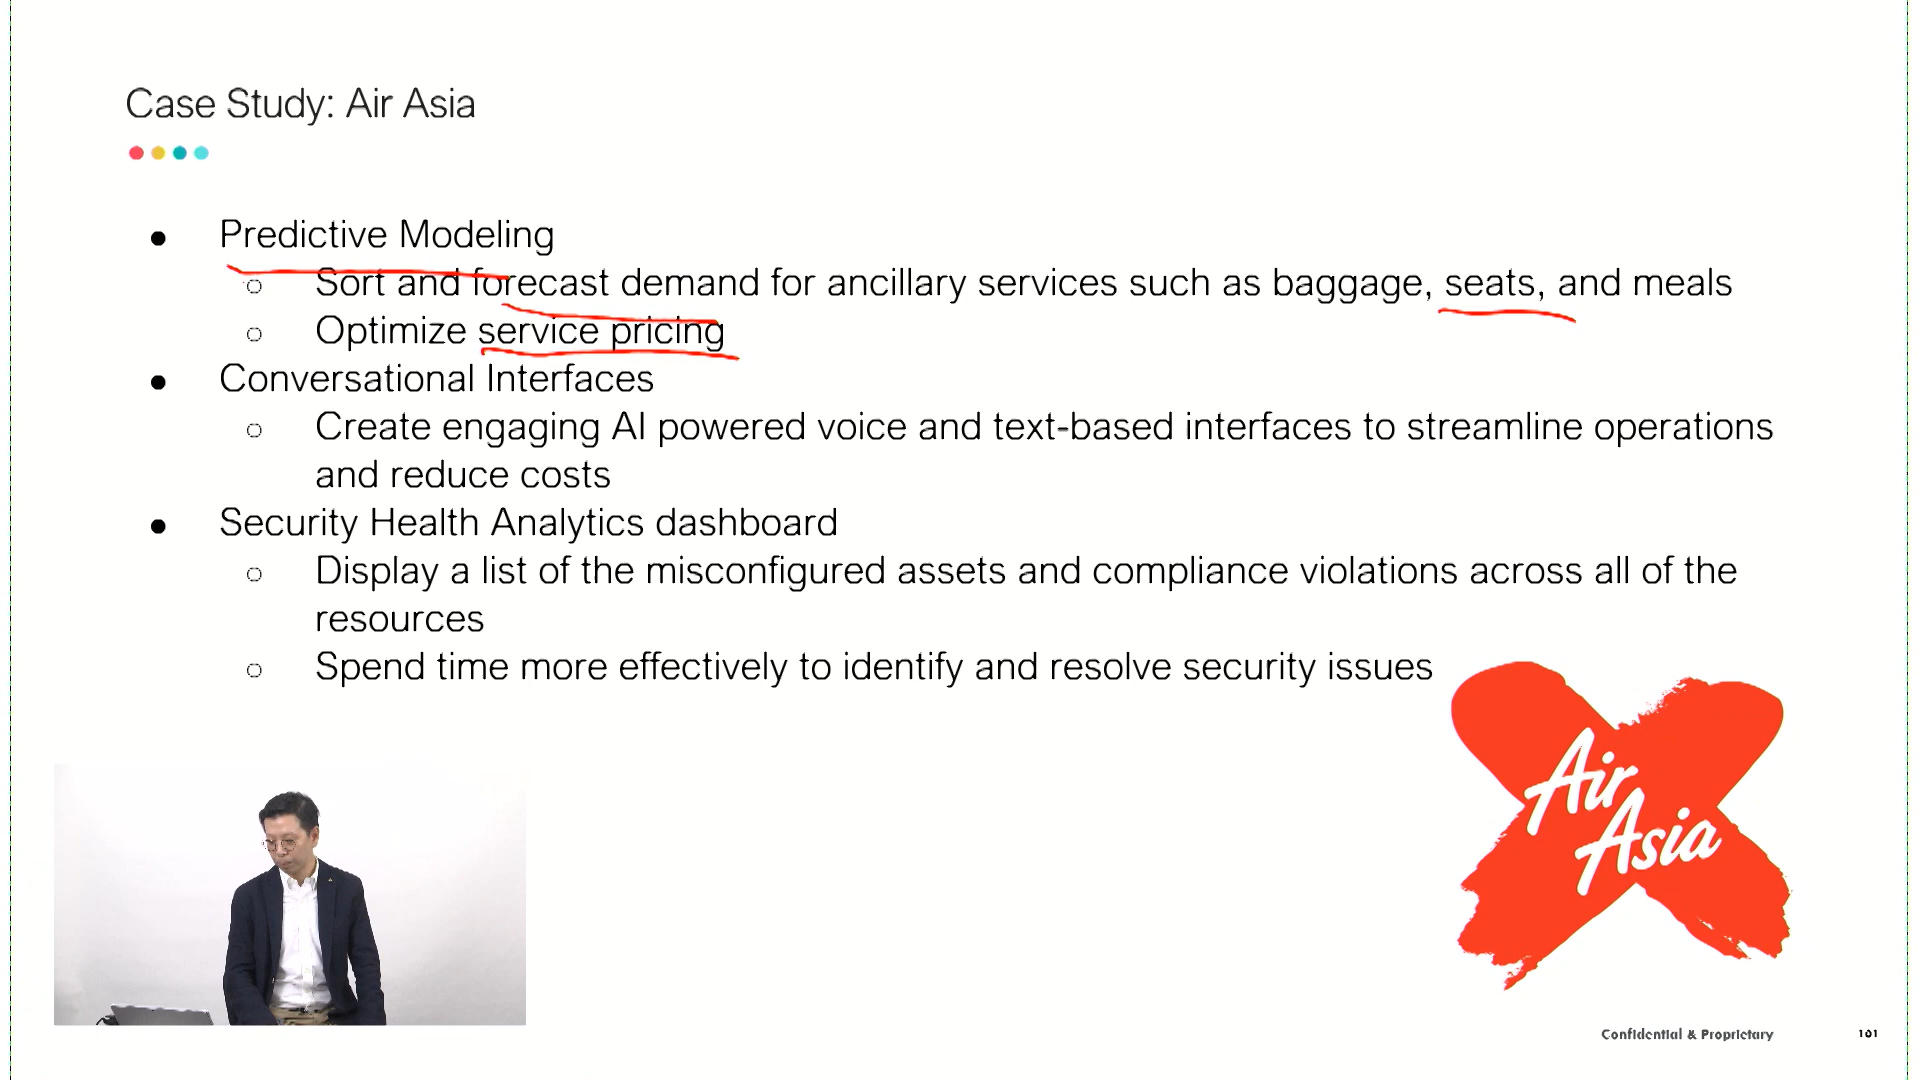 Case Study: Air Asia
● Predictive Modeling
○ Sort and forecast demand for ancillary services such as baggage, seats, and meals
○ Optimize service pricing
● Conversational Interfaces
○ Create engaging AI powered voice and text-based interfaces to streamline operations
and reduce costs
● Security Health Analytics dashboard
○ Display a list of the misconfigured assets and compliance violations across all of the
resources
○ Spend time more effectively to identify and resolve security issues
Air
Asia
Confidential & Proprietary
101